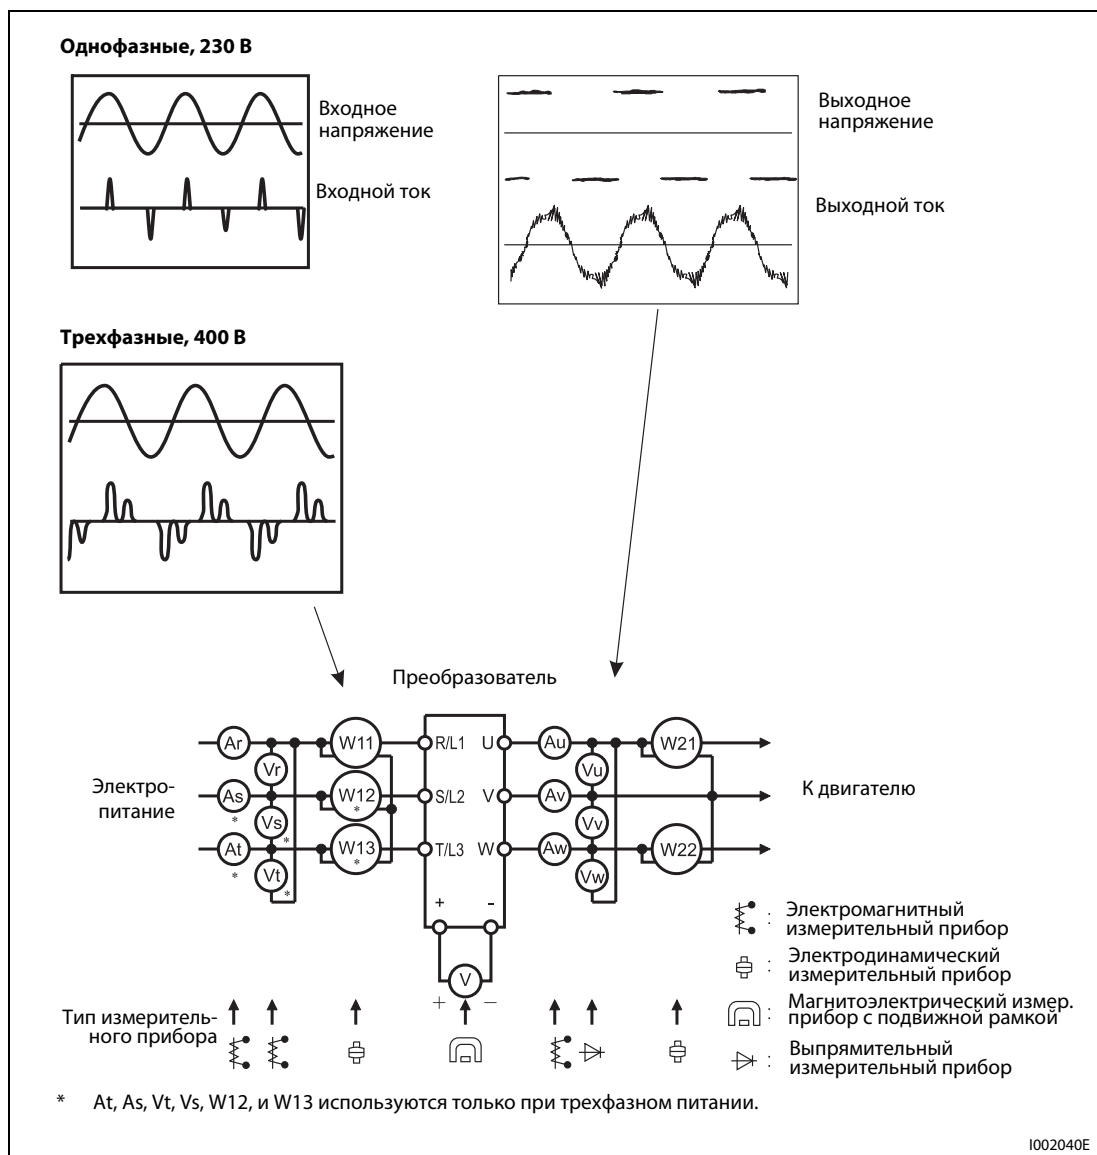 Однофазные, 230 В
Входное
напряжение
Входной ток
Выходное
напряжение
Выходной ток
Трехфазные, 400 В
Преобразователь
Ar
Vr
W11
R/L1
U
Au
Vu
W21
Электро-
питание
As
*
Vs
*
W12
*
S/L2
V
Av
Vv
К двигателю
At
*
Vt
*
W13
*
T/L3
W
Aw
Vw
W22
+ -
V
+ −
Тип измеритель-
ного прибора
: Электромагнитный
измерительный прибор
: Электродинамический
измерительный прибор
: Магнитоэлектрический измер.
прибор с подвижной рамкой
: Выпрямительный
измерительный прибор
* At, As, Vt, Vs, W12, и W13 используются только при трехфазном питании.
I002040E